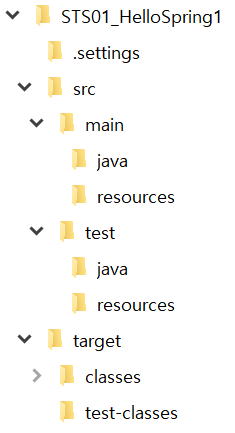 STS01_HelloSpring1
.settings
src
main
java
resources
test
java
resources
target
classes
test-classes